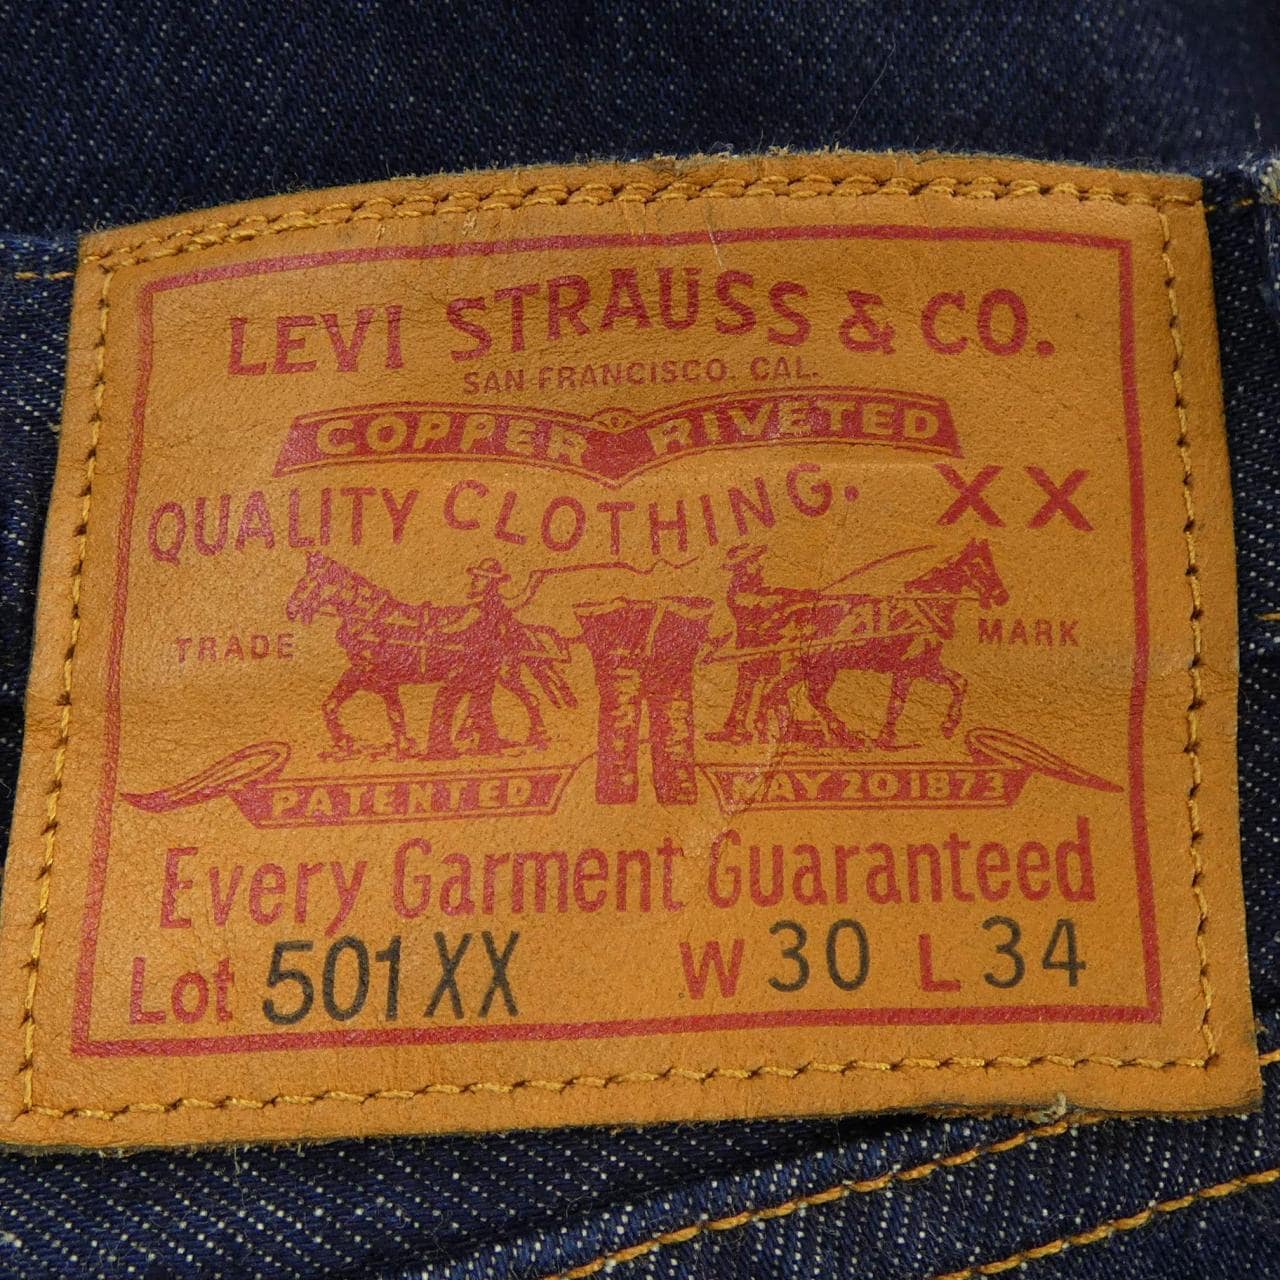 LEVI STRAUSS & CO.
SAN FRANCISCO, CAL.
COPPER RIVETED
QUALITY CLOTHING. XX
TRADE MARK
PATENTED MAY 20 1873
Every Garment Guaranteed
Lot 501XX W 30 L 34